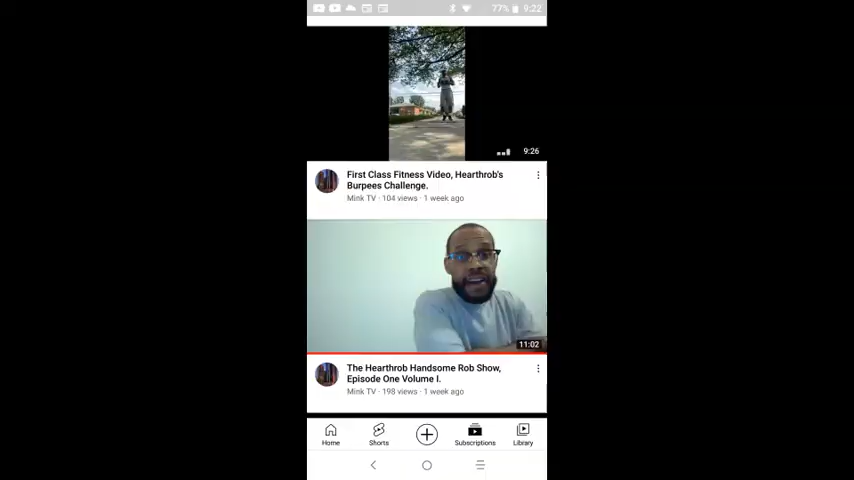 77% 9:22
9:26
First Class Fitness Video, Hearthrob's
Burpees Challenge.
Mink TV · 104 views · 1 week ago
11:02
The Hearthrob Handsome Rob Show,
Episode One Volume I.
Mink TV · 198 views · 1 week ago
Home Shorts Subscriptions Library